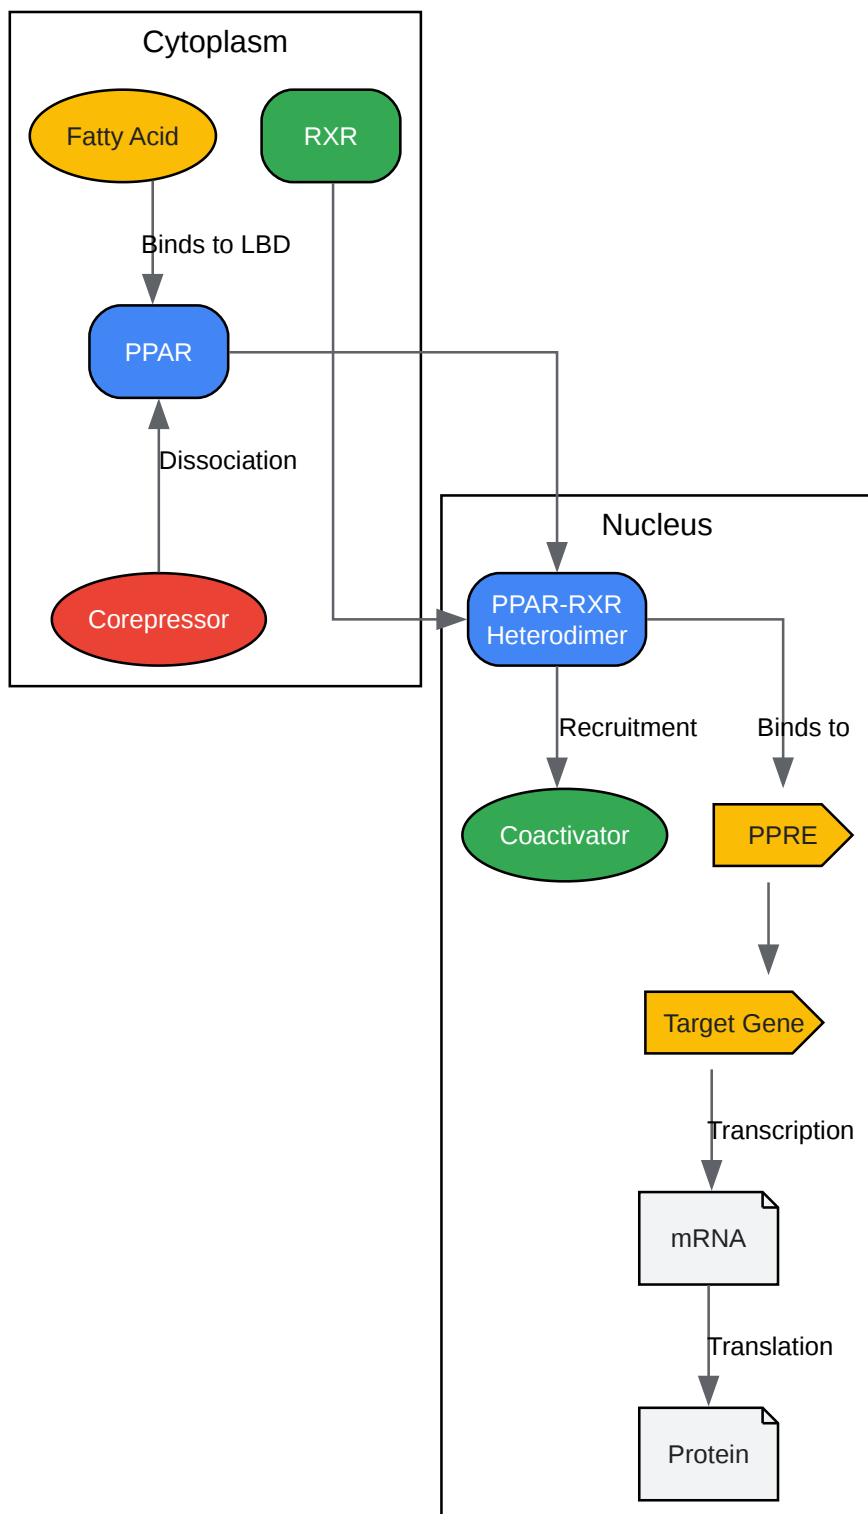 Cytoplasm
Fatty Acid
RXR
Binds to LBD
PPAR
Dissociation
Corepressor
Nucleus
PPAR-RXR
Heterodimer
Recruitment
Binds to
Coactivator
PPRE
Target Gene
Transcription
mRNA
Translation
Protein